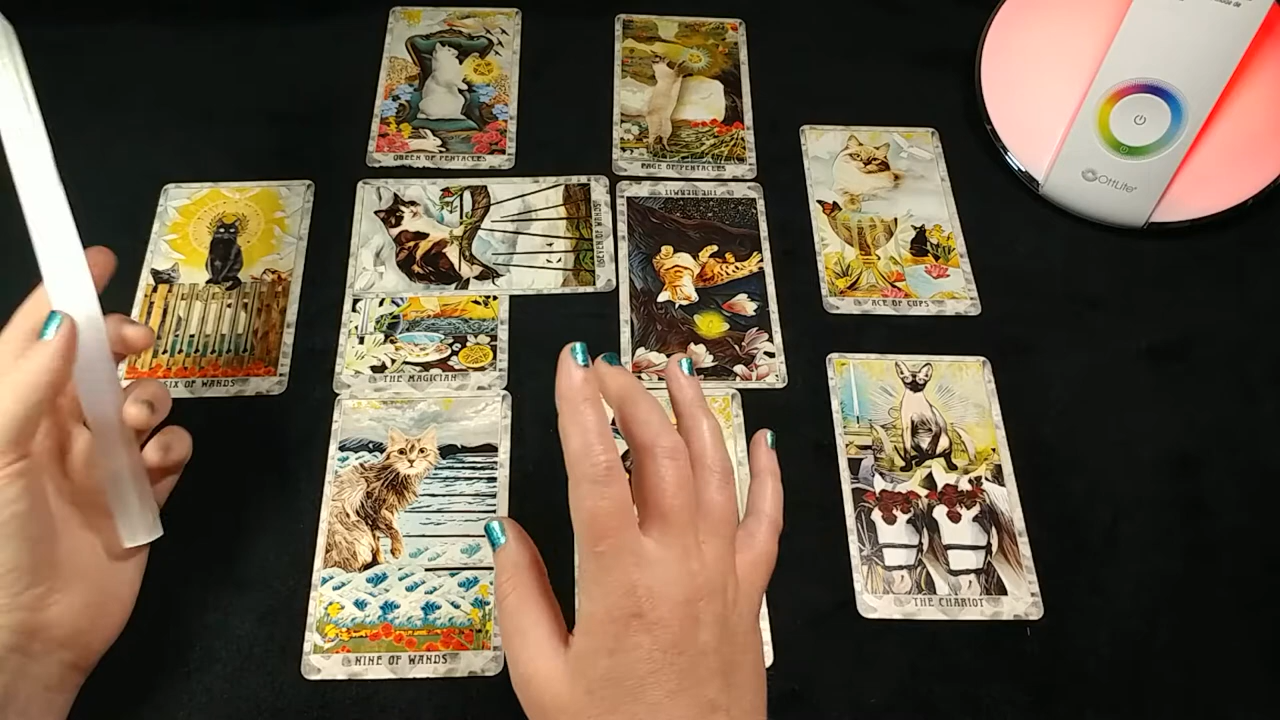 QUEEN OF PENTACLES
PAGE OF PENTACLES
OttLite
SIX OF WANDS
SEVEN OF WANDS
THE HERMIT
ACE OF CUPS
THE MAGICIAN
NINE OF WANDS
THE CHARIOT